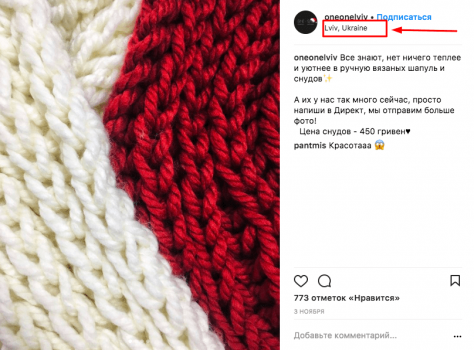 oneonelviv • Подписаться
Lviv, Ukraine
oneonelviv Все знают, нет ничего теплее
и уютнее в ручную вязаных шапуль и
снудов✨
А их у нас так много сейчас, просто
напиши в Директ, мы отправим больше
фото!
Цена снудов - 450 гривен♥
pantmis Красотааа 😱
773 отметок «Нравится»
3 НОЯБРЯ
Добавьте комментарий...